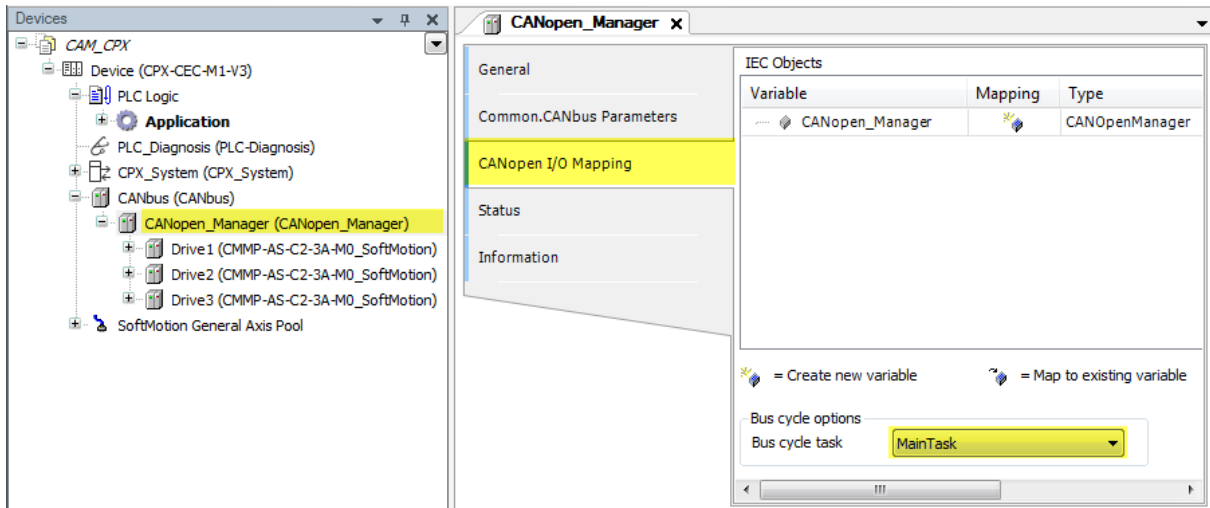 Devices
CAM_CPX
Device (CPX-CEC-M1-V3)
PLC Logic
Application
PLC_Diagnosis (PLC-Diagnosis)
CPX_System (CPX_System)
CANbus (CANbus)
CANopen_Manager (CANopen_Manager)
Drive1 (CMMP-AS-C2-3A-M0_SoftMotion)
Drive2 (CMMP-AS-C2-3A-M0_SoftMotion)
Drive3 (CMMP-AS-C2-3A-M0_SoftMotion)
SoftMotion General Axis Pool
CANopen_Manager
General
Common.CANbus Parameters
CANopen I/O Mapping
Status
Information
IEC Objects
Variable Mapping Type
CANopen_Manager CANOpenManager
= Create new variable = Map to existing variable
Bus cycle options
Bus cycle task MainTask